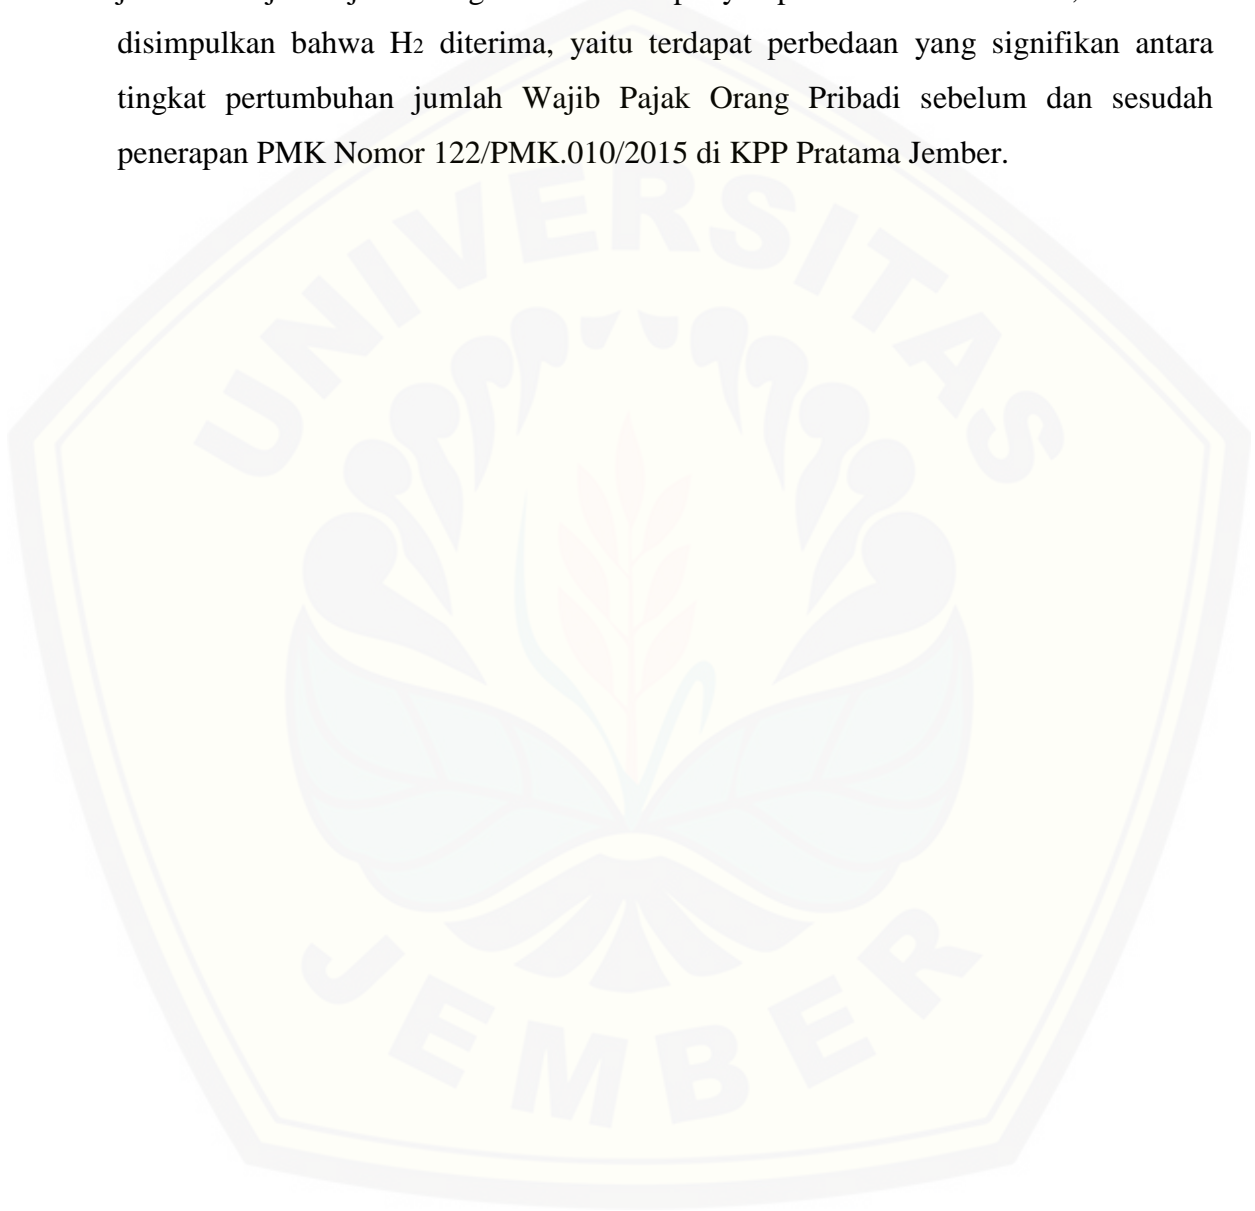 disimpulkan bahwa H2 diterima, yaitu terdapat perbedaan yang signifikan antara
tingkat pertumbuhan jumlah Wajib Pajak Orang Pribadi sebelum dan sesudah
penerapan PMK Nomor 122/PMK.010/2015 di KPP Pratama Jember.
UNIVERSITAS
JEMBER